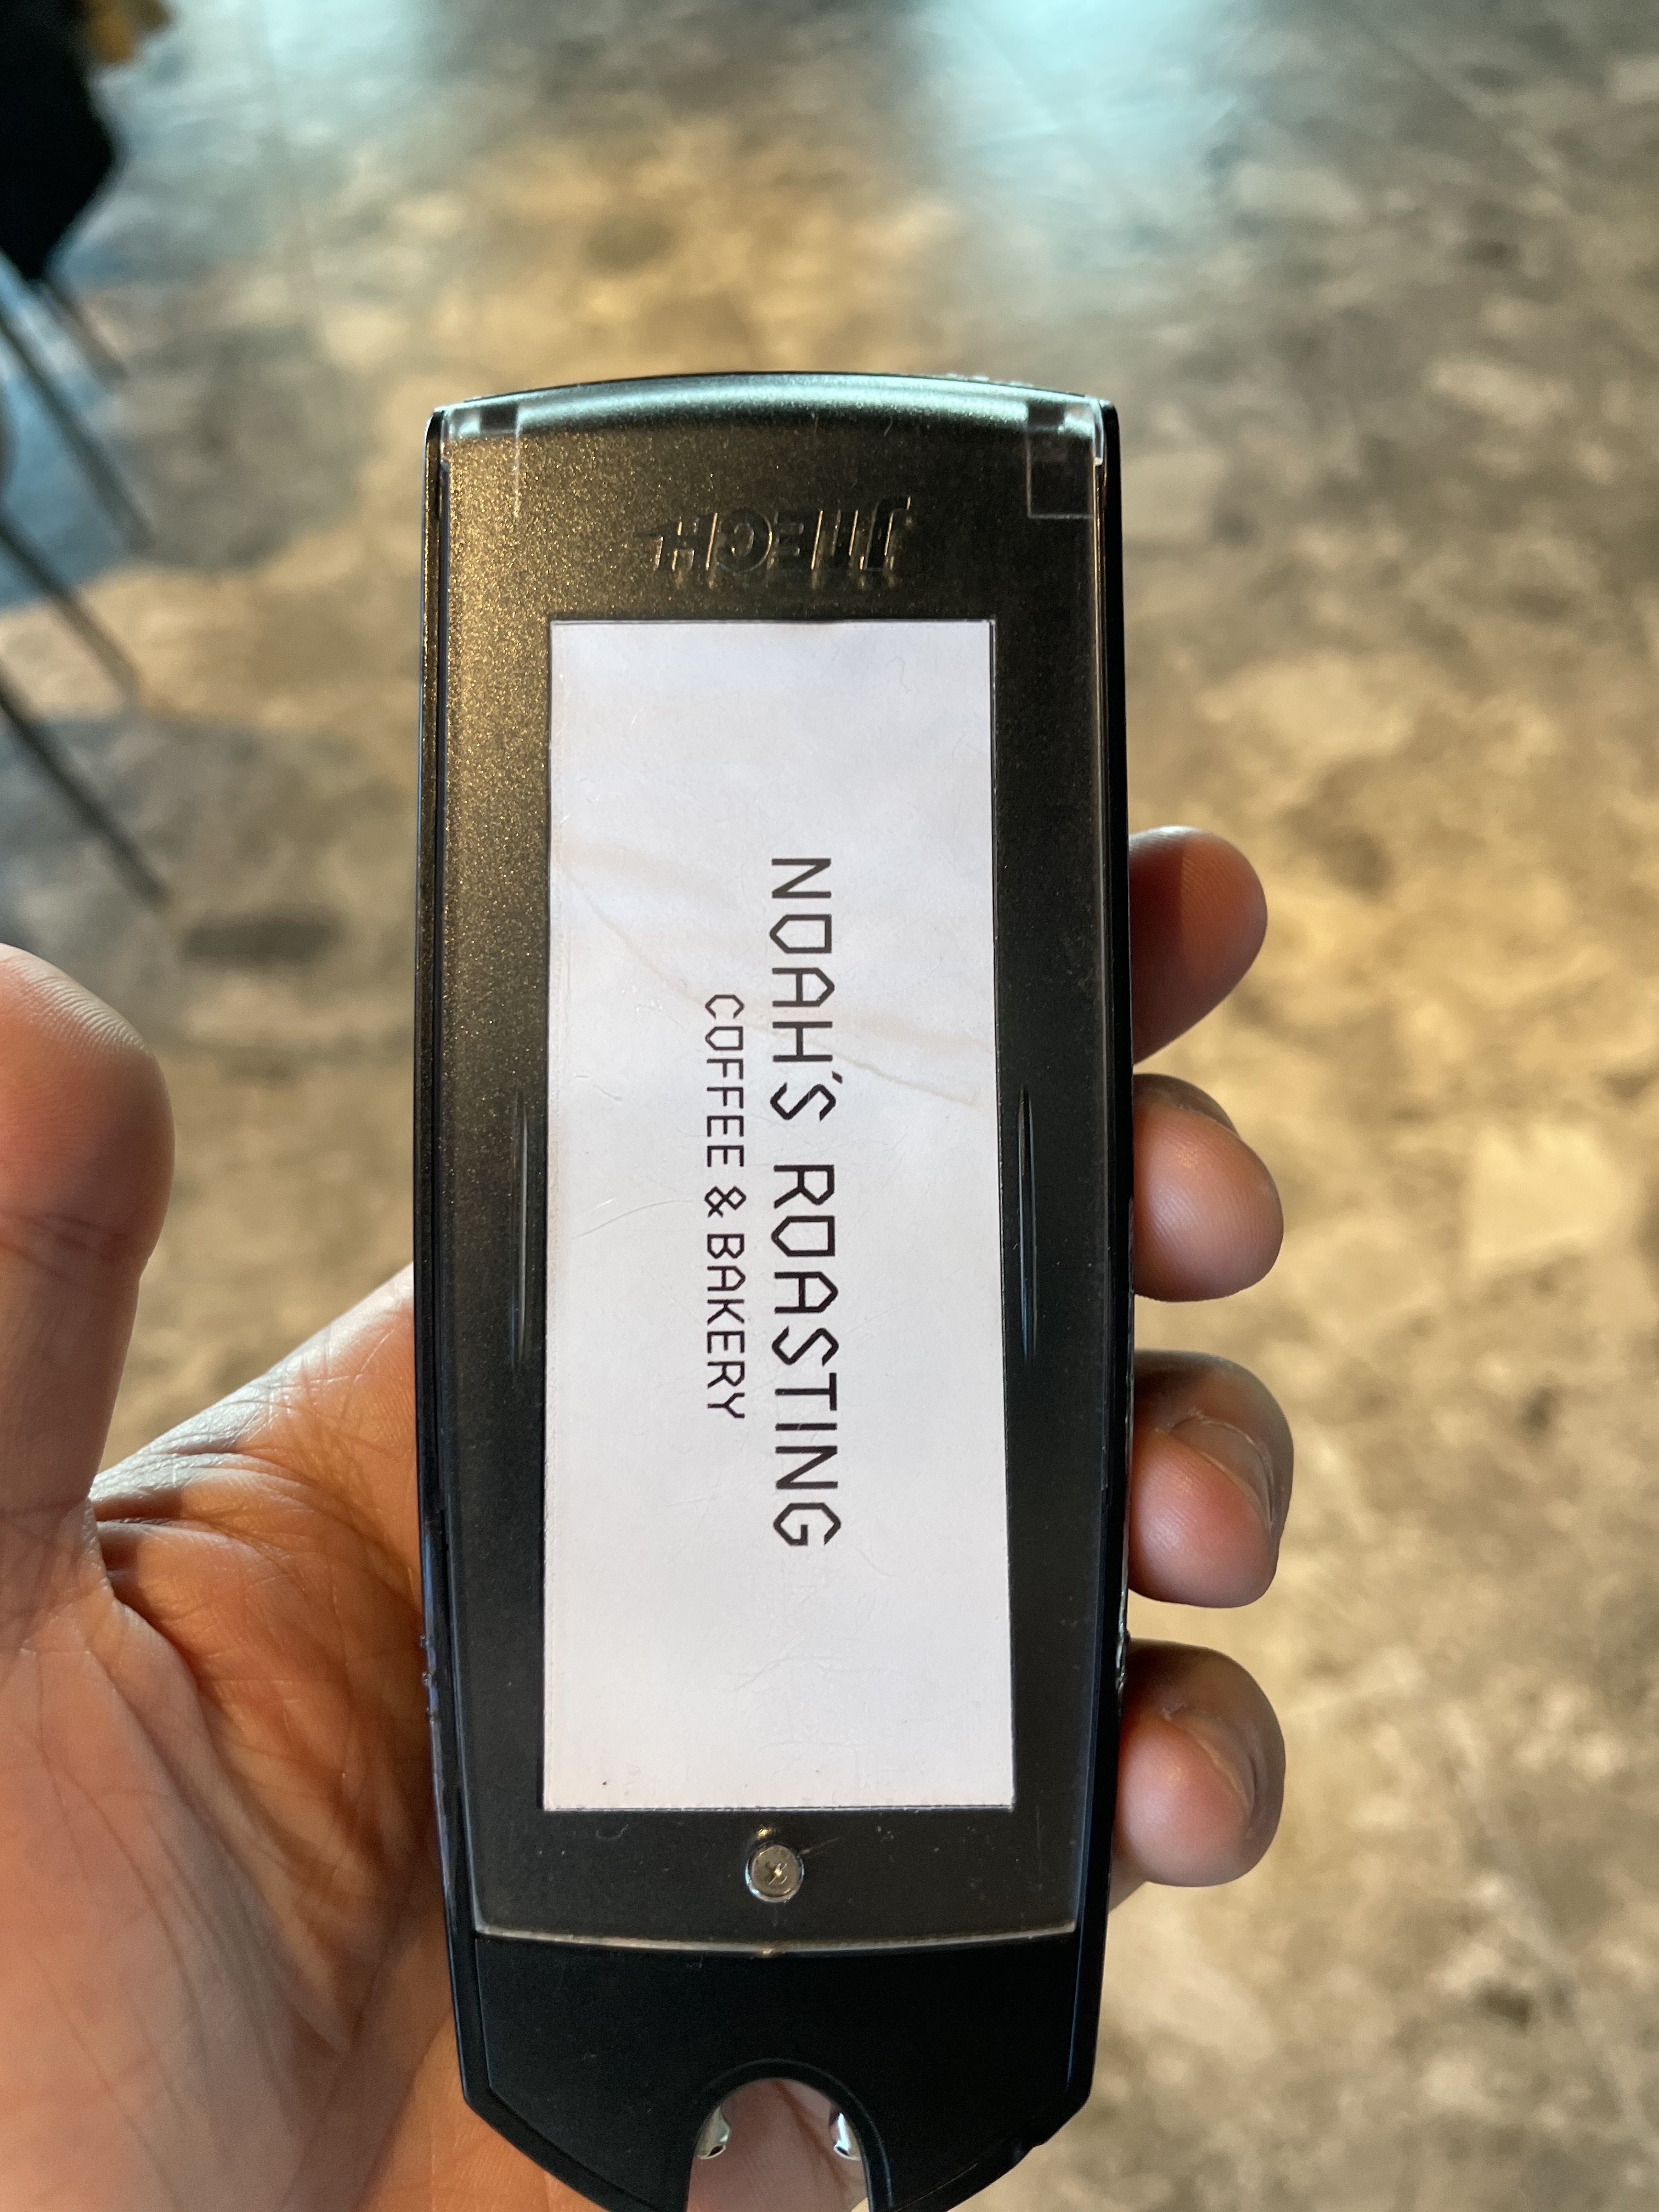 JTECH
NOAH'S ROASTING
COFFEE & BAKERY